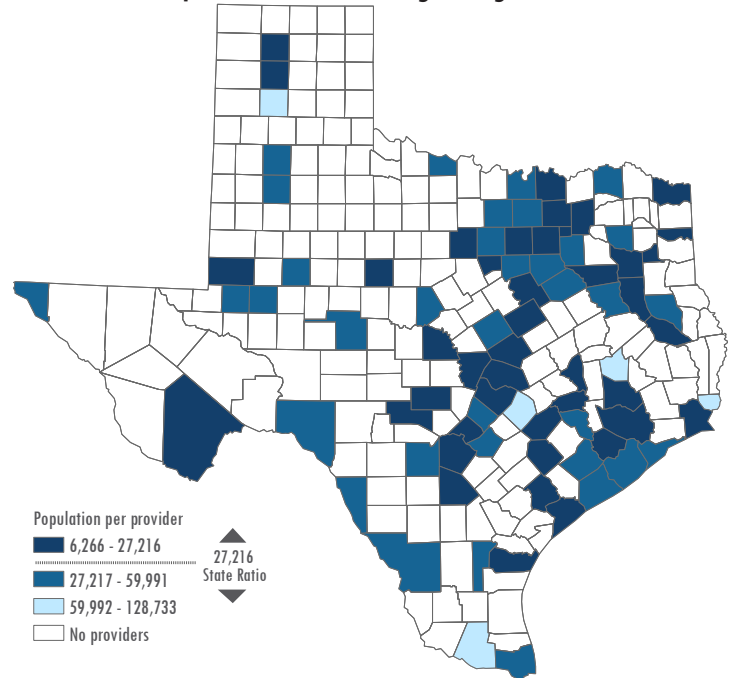 Population per provider
6,266 - 27,216
27,217 - 59,991
59,992 - 128,733
No providers
27,216
State Ratio